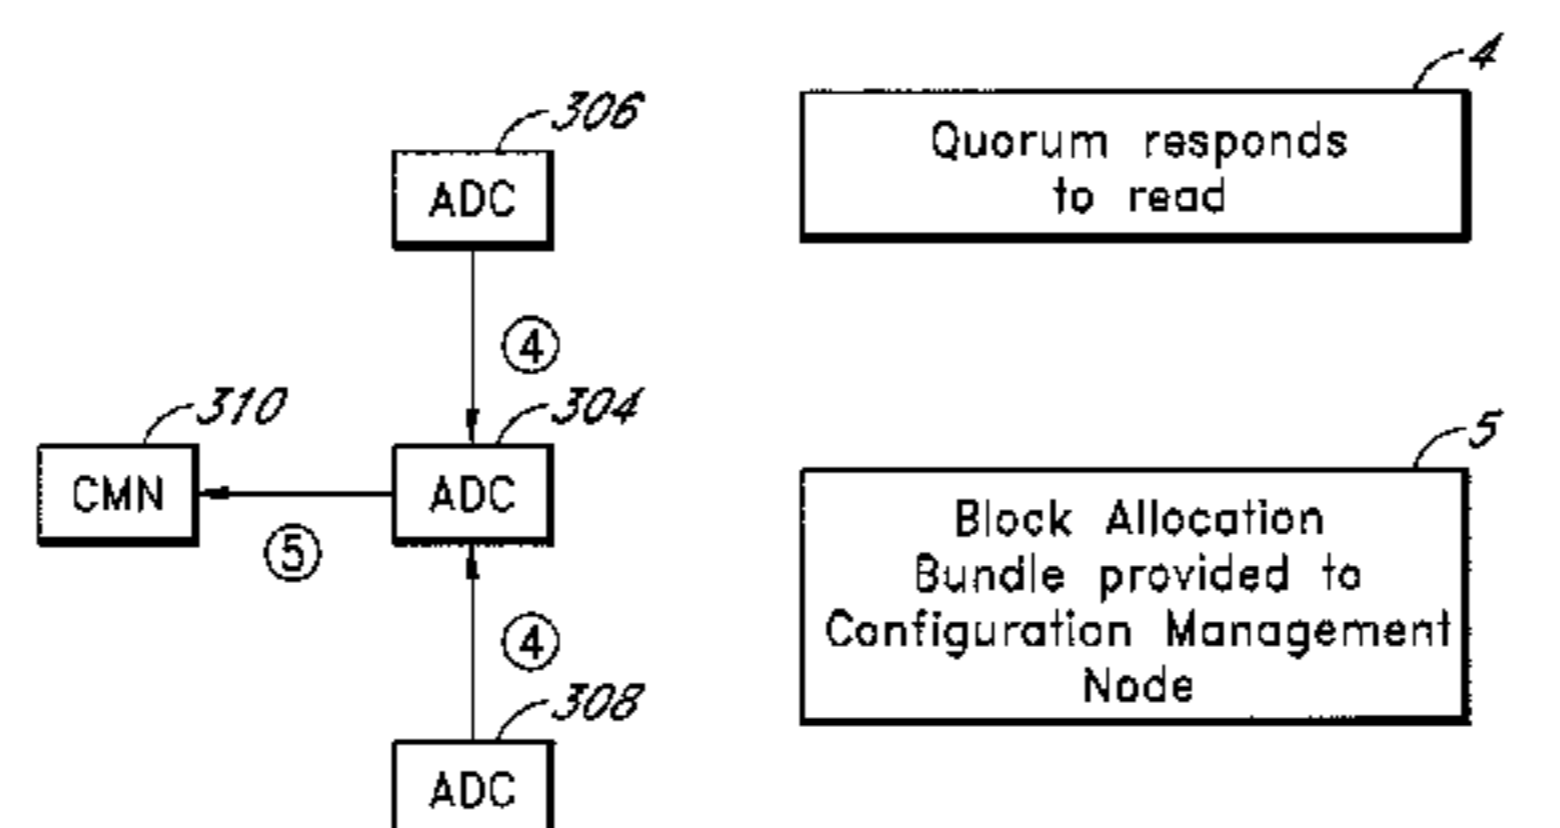 306
ADC
4
304
310
CMN
ADC
5
4
308
ADC
4
Quorum responds
to read
5
Block Allocation
Bundle provided to
Configuration Management
Node